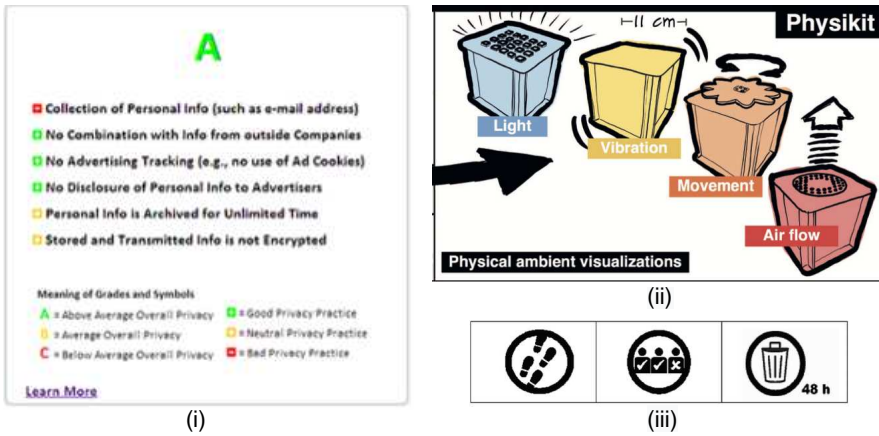 A
Collection of Personal Info (such as e-mail address)
No Combination with Info from outside Companies
No Advertising Tracking (e.g., no use of Ad Cookies)
No Disclosure of Personal Info to Advertisers
Personal Info is Archived for Unlimited Time
Stored and Transmitted Info is not Encrypted
Meaning of Grades and Symbols
A = Above Average Overall Privacy
= Good Privacy Practice
B = Average Overall Privacy
= Neutral Privacy Practice
C = Below Average Overall Privacy
= Bad Privacy Practice
Learn More
(i)
11 cm
Physikit
Light
Vibration
Movement
Air flow
Physical ambient visualizations
(ii)
48 h
(iii)